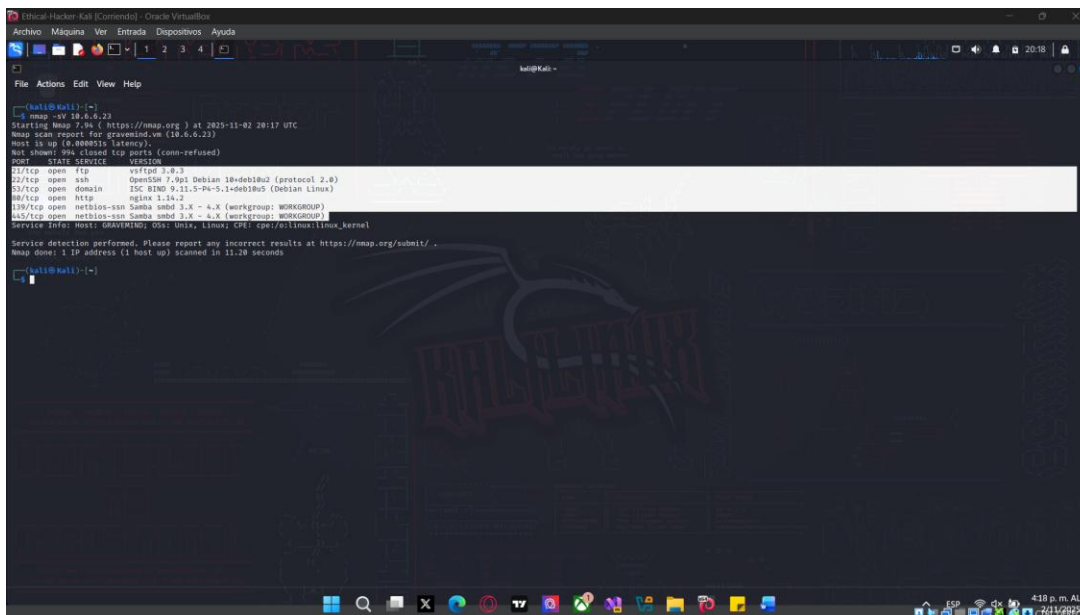 Ethical-Hacker-Kali [Corriendo] - Oracle VirtualBox
Archivo Máquina Ver Entrada Dispositivos Ayuda
1 2 3 4
20:18
kali@Kali: ~
File Actions Edit View Help
(kali㉿Kali)-[~]
$ nmap -sV 10.6.6.23
Starting Nmap 7.94 ( https://nmap.org ) at 2025-11-02 20:17 UTC
Nmap scan report for gravemind.vm (10.6.6.23)
Host is up (0.000051s latency).
Not shown: 994 closed tcp ports (conn-refused)
PORT STATE SERVICE VERSION
21/tcp open ftp vsftpd 3.0.3
22/tcp open ssh OpenSSH 7.9p1 Debian 10+deb10u2 (protocol 2.0)
53/tcp open domain ISC BIND 9.11.5-P4-5.1+deb10u5 (Debian Linux)
80/tcp open http nginx 1.14.2
139/tcp open netbios-ssn Samba smbd 3.X - 4.X (workgroup: WORKGROUP)
445/tcp open netbios-ssn Samba smbd 3.X - 4.X (workgroup: WORKGROUP)
Service Info: Host: GRAVEMIND; OSs: Unix, Linux; CPE: cpe:/o:linux:linux_kernel
Service detection performed. Please report any incorrect results at https://nmap.org/submit/ .
Nmap done: 1 IP address (1 host up) scanned in 11.20 seconds
(kali㉿Kali)-[~]
$
KALI LINUX
ESP
4:18 p. m.
2/11/2025